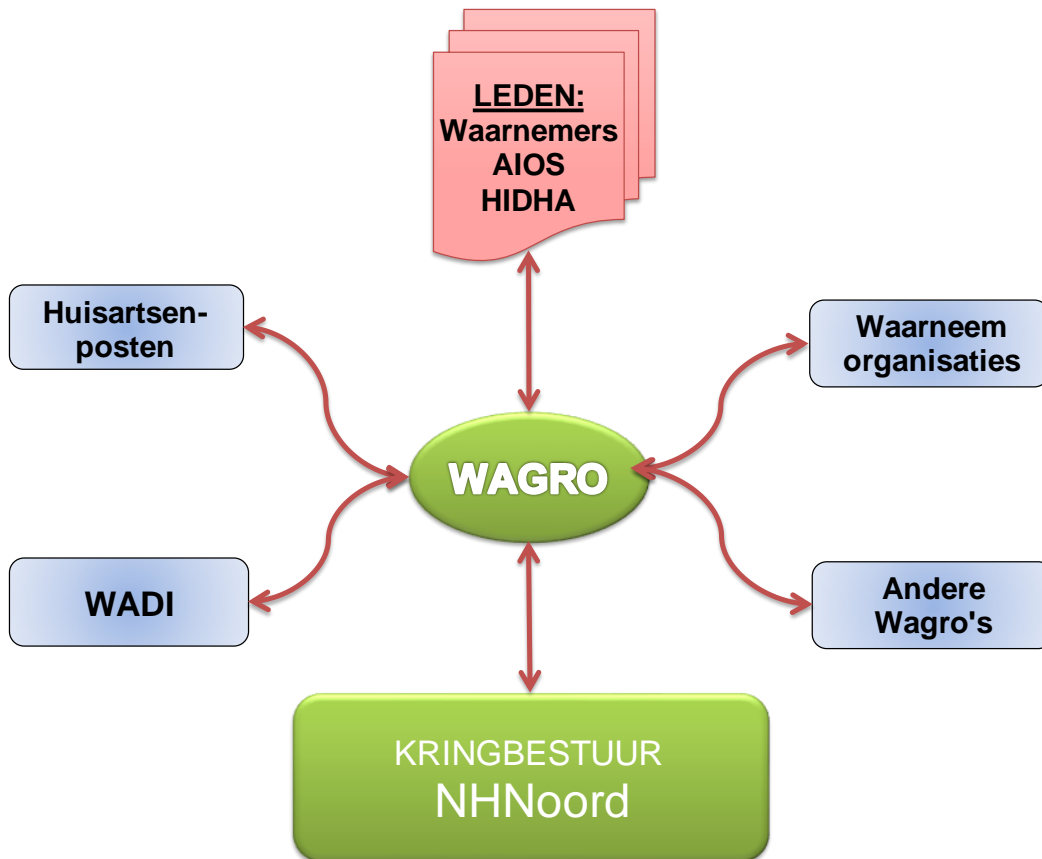 LEDEN:
Waarnemers
AIOS
HIDHA
Huisartsen-
posten
Waarneem
organisaties
WAGRO
WADI
Andere
Wagro's
KRINGBESTUUR
NHNoord